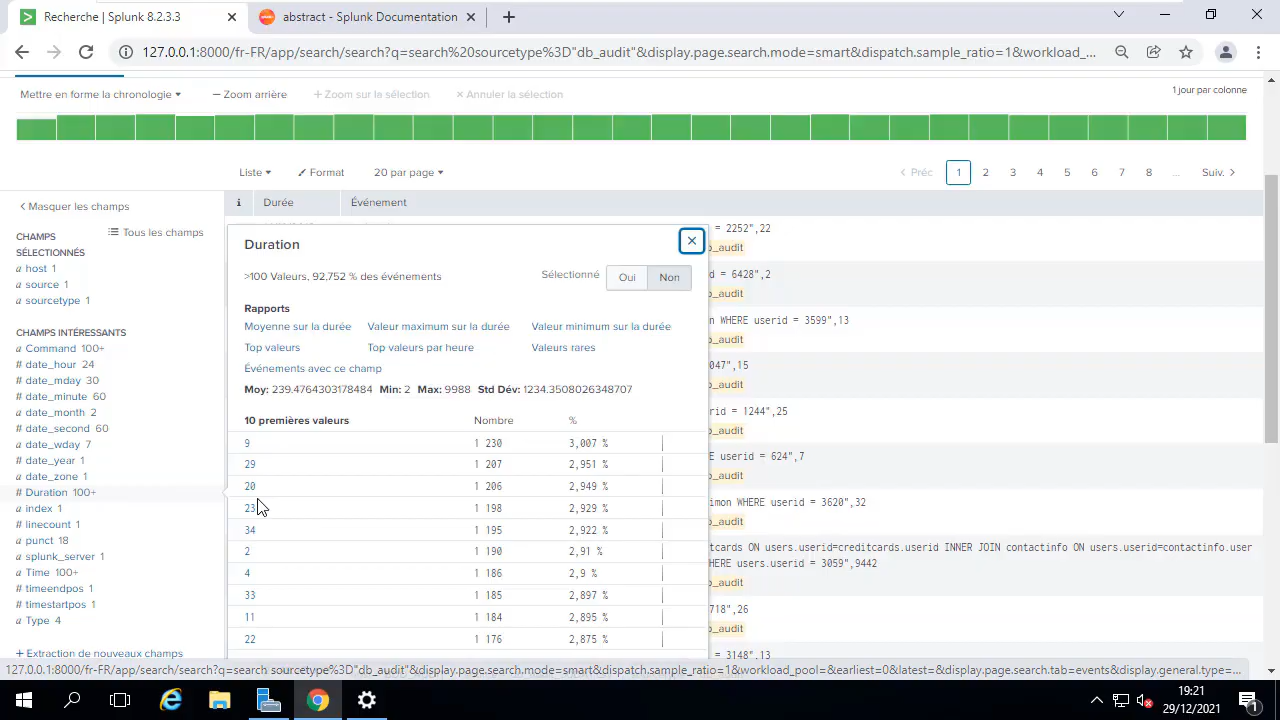 Recherche | Splunk 8.2.3.3
abstract - Splunk Documentation
127.0.0.1:8000/fr-FR/app/search/search?q=search%20sourcetype%3D"db_audit"&display.page.search.mode=smart&dispatch.sample_ratio=1&workload_...
Mettre en forme la chronologie
Zoom arrière
Zoom sur la sélection
Annuler la sélection
1 jour par colonne
Liste
Format
20 par page
Préc 1 2 3 4 5 6 7 8 ... Suiv.
Masquer les champs
i Durée Événement
Tous les champs
CHAMPS
SÉLECTIONNÉS
a host 1
a source 1
a sourcetype 1
CHAMPS INTÉRESSANTS
a Command 100+
# date_hour 24
# date_mday 30
# date_minute 60
a date_month 2
# date_second 60
a date_wday 7
# date_year 1
a date_zone 1
# Duration 100+
a index 1
# linecount 1
a punct 18
a splunk_server 1
a Time 100+
# timeendpos 1
# timestartpos 1
a Type 4
Extraction de nouveaux champs
Duration
>100 Valeurs, 92,752 % des événements
Sélectionné
Oui
Non
Rapports
Moyenne sur la durée
Valeur maximum sur la durée
Valeur minimum sur la durée
Top valeurs
Top valeurs par heure
Valeurs rares
Événements avec ce champ
Moy: 239.4764303178484 Min: 2 Max: 9988 Std Dév: 1234.3508026348707
10 premières valeurs Nombre %
9 1 230 3,007 %
29 1 207 2,951 %
20 1 206 2,949 %
23 1 198 2,929 %
34 1 195 2,922 %
2 1 190 2,91 %
4 1 186 2,9 %
33 1 185 2,897 %
11 1 184 2,895 %
22 1 176 2,875 %
= 2252",22
_audit
d = 6428",2
_audit
WHERE userid = 3599",13
_audit
047",15
_audit
rid = 1244",25
_audit
E userid = 624",7
_audit
imon WHERE userid = 3620",32
_audit
tcards ON users.userid=creditcards.userid INNER JOIN contactinfo ON users.userid=contactinfo.user
HERE users.userid = 3059",9442
_audit
718",26
_audit
= 3148",13
127.0.0.1:8000/fr-FR/app/search/search?q=search sourcetype%3D"db_audit"&display.page.search.mode=smart&dispatch.sample_ratio=1&workload_pool=&earliest=0&latest=&display.page.search.tab=events&display.general.type=...
19:21
29/12/2021
1